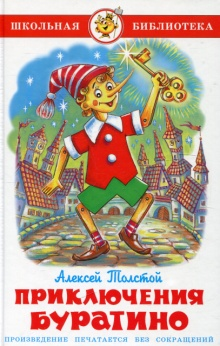 ШКОЛЬНАЯ БИБЛИОТЕКА
Алексей Толстой
ПРИКЛЮЧЕНИЯ
БУРАТИНО
ПРОИЗВЕДЕНИЕ ПЕЧАТАЕТСЯ БЕЗ СОКРАЩЕНИЙ